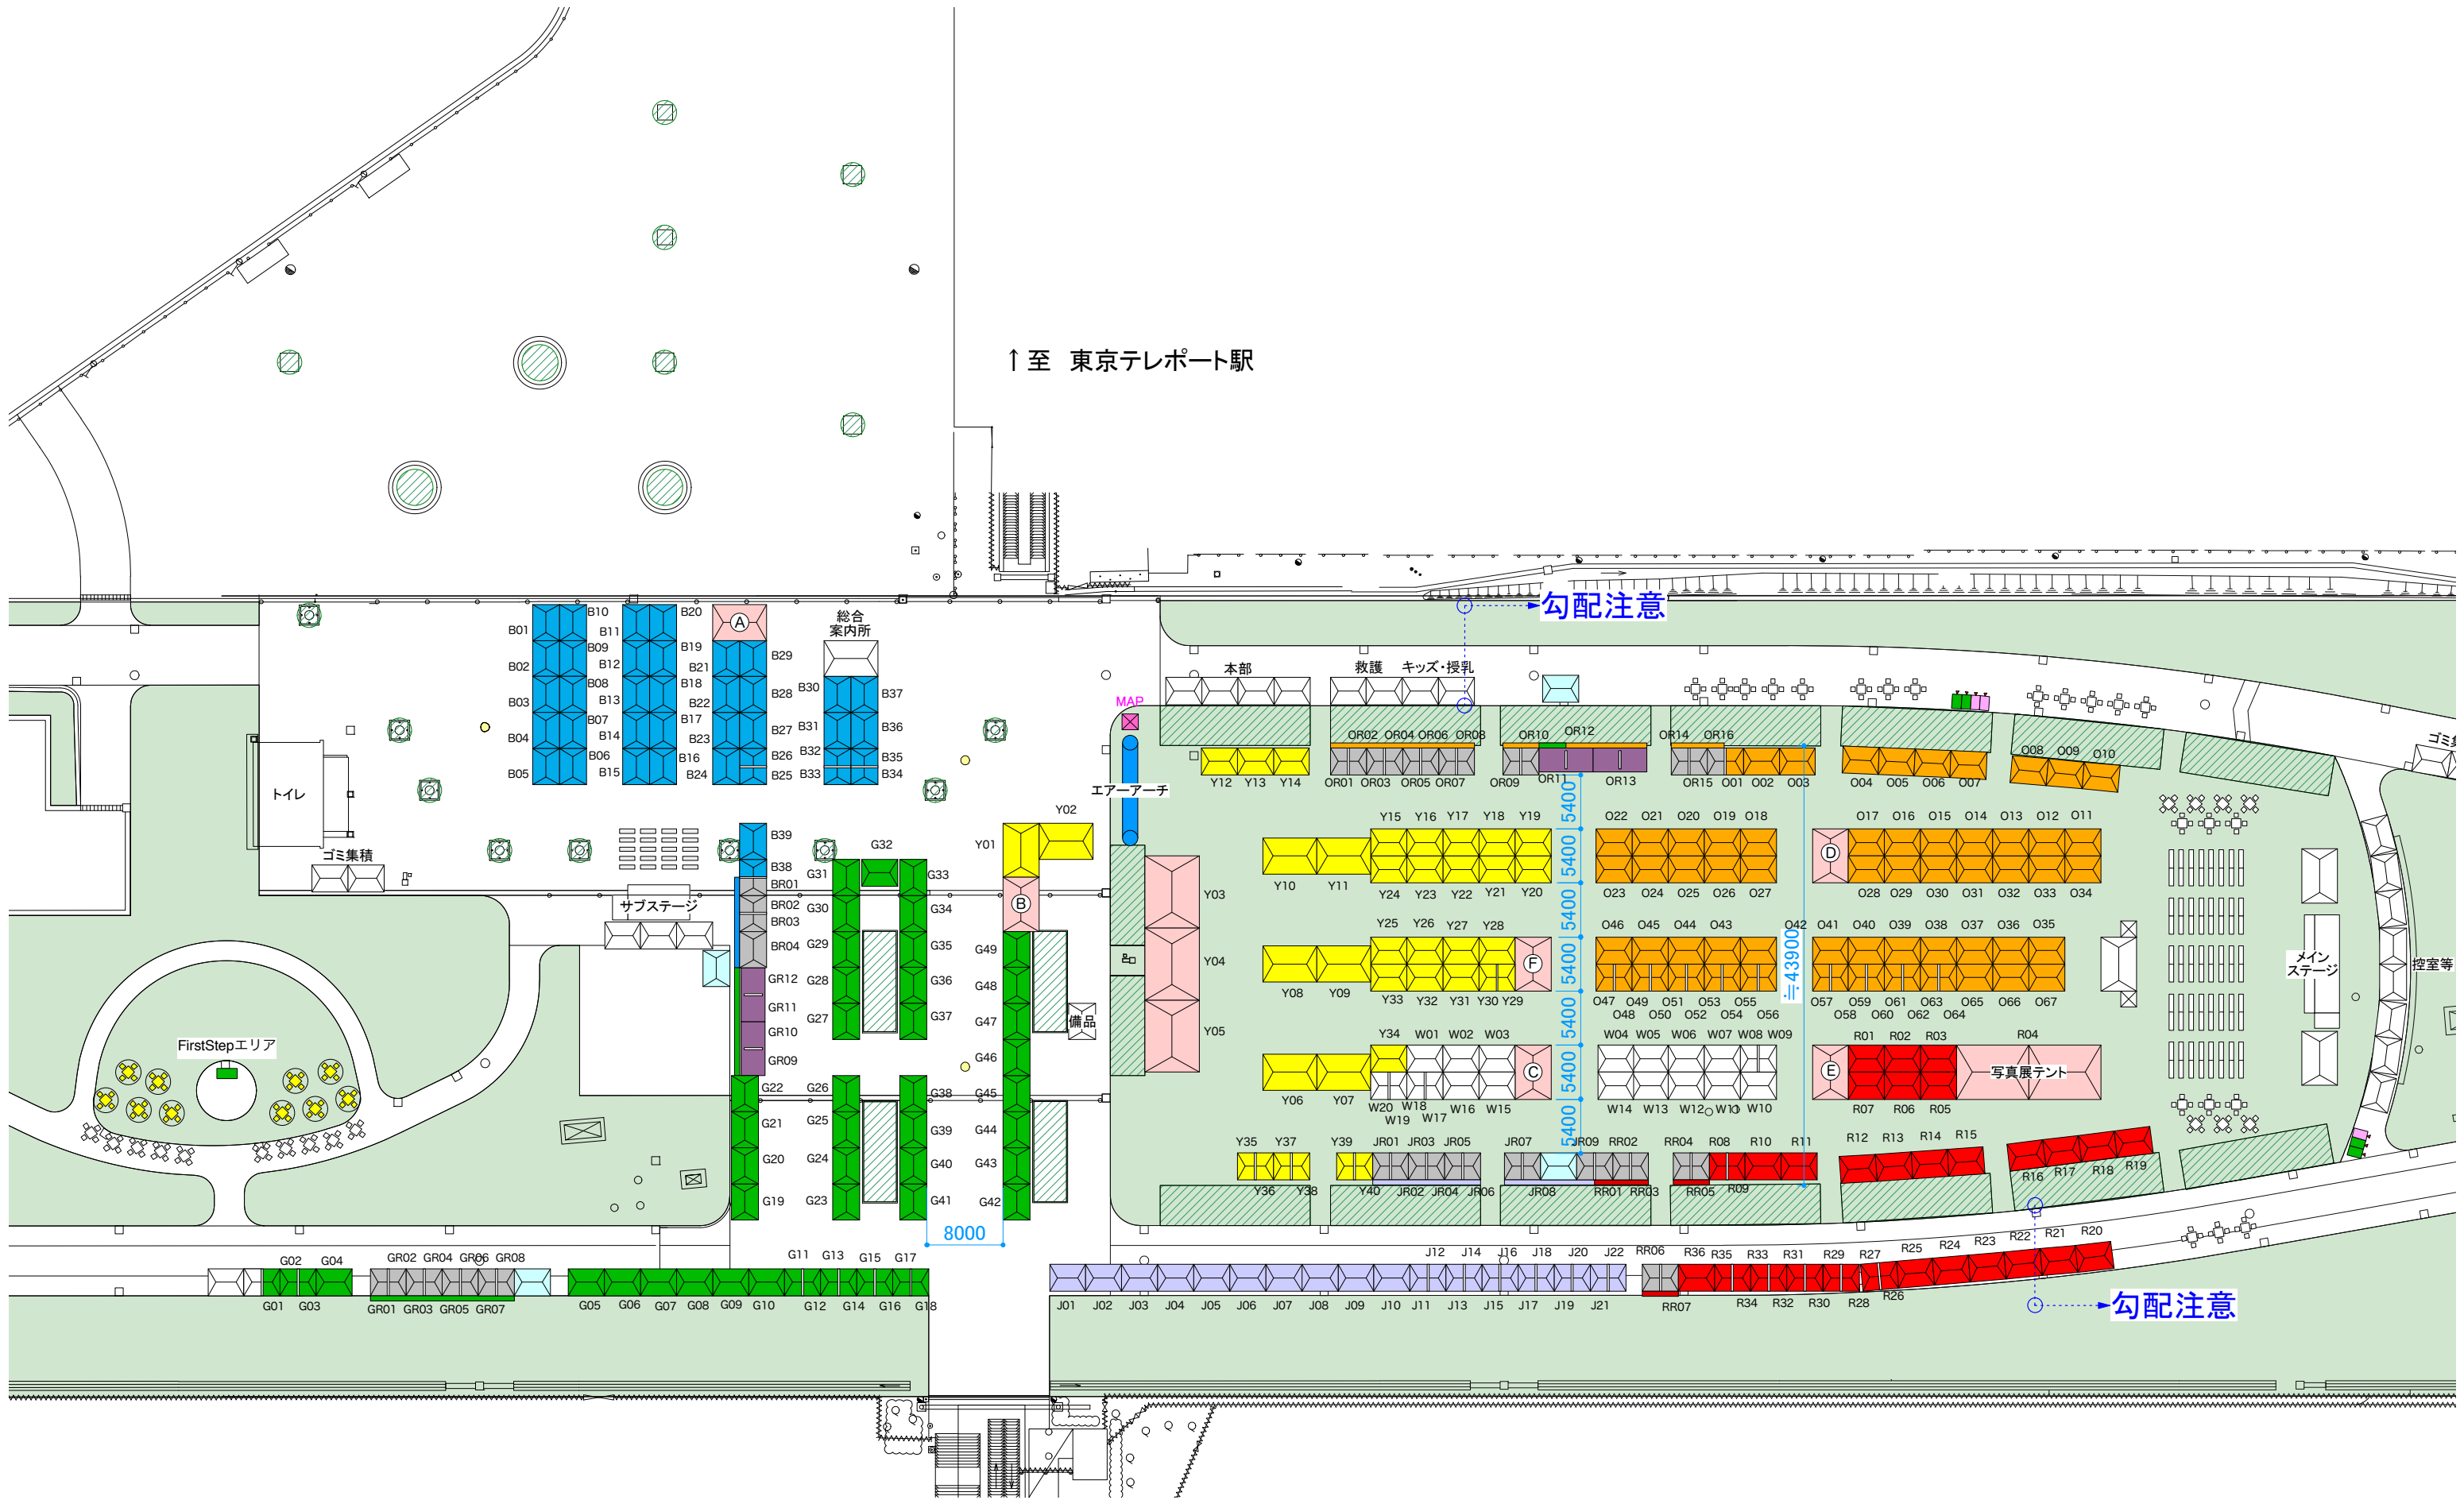 ↑至　東京テレポート駅
勾配注意
総合
案内所
B10
B20
A
B01
B11
B09
B19
B29
B02
B12
B21
B08
B18
B28
B30
B37
B03
B13
B22
B07
B17
B27
B31
B36
B04
B14
B23
B06
B16
B26
B32
B35
B05
B15
B24
B25
B33
B34
本部
救護
キッズ・授乳
MAP
エアーアーチ
トイレ
ゴミ集積
サブステージ
FirstStepエリア
B39
B38
BR01
BR02
BR03
BR04
GR12
GR11
GR10
GR09
G22
G21
G20
G19
G32
G31
G30
G29
G28
G27
G26
G25
G24
G23
G33
G34
G35
G36
G37
G38
G39
G40
G41
Y01
Y02
B
G49
G48
G47
G46
G45
G44
G43
G42
備品
8000
Y03
Y04
Y05
OR02 OR04 OR06 OR08
OR10
OR12
OR14
OR16
Y12 Y13 Y14
OR01 OR03 OR05 OR07
OR09
OR11
OR13
OR15 O01 O02 O03
O04 O05 O06 O07
O08 O09 O10
5400
5400
5400
5400
5400
5400
5400
≒43900
Y15 Y16 Y17 Y18 Y19
O22 O21 O20 O19 O18
O17 O16 O15 O14 O13 O12 O11
D
Y10 Y11
Y24 Y23 Y22 Y21 Y20
O23 O24 O25 O26 O27
O28 O29 O30 O31 O32 O33 O34
Y25 Y26 Y27 Y28
O46 O45 O44 O43
O42 O41 O40 O39 O38 O37 O36 O35
F
Y08 Y09
Y33 Y32 Y31 Y30 Y29
O47 O49 O51 O53 O55
O48 O50 O52 O54 O56
O57 O59 O61 O63 O65 O66 O67
O58 O60 O62 O64
メイン
ステージ
控室等
Y34 W01 W02 W03
W04 W05 W06 W07 W08 W09
R01 R02 R03
R04
C
E
写真展テント
Y06 Y07
W20 W18 W16 W15
W19 W17
W14 W13 W12 W11 W10
R07 R06 R05
Y35 Y37
Y39 JR01 JR03 JR05
JR07
JR09 RR02
RR04 R08 R10 R11
R12 R13 R14 R15
Y36 Y38
Y40 JR02 JR04 JR06
JR08
RR01 RR03
RR05 R09
R16 R17 R18 R19
G02 G04
GR02 GR04 GR06 GR08
G11 G13 G15 G17
J12 J14 J16 J18 J20 J22
RR06 R36 R35 R33 R31 R29 R27 R25 R24 R23 R22 R21 R20
G01 G03
GR01 GR03 GR05 GR07
G05 G06 G07 G08 G09 G10 G12 G14 G16 G18
J01 J02 J03 J04 J05 J06 J07 J08 J09 J10 J11 J13 J15 J17 J19 J21
RR07 R34 R32 R30 R28 R26
勾配注意